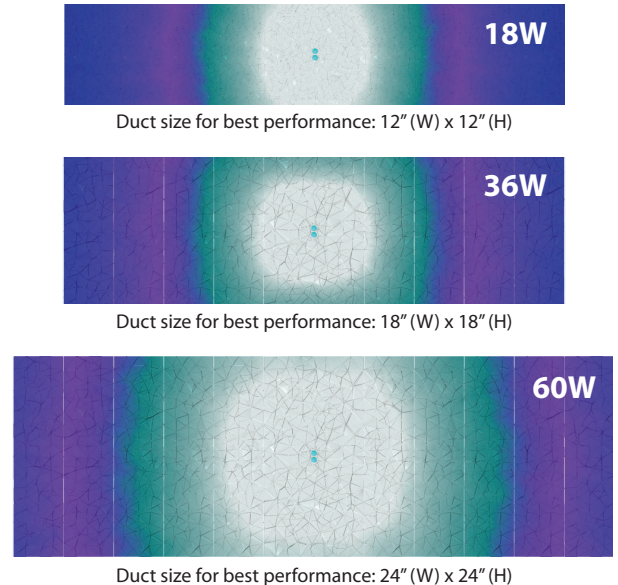 18W
Duct size for best performance: 12” (W) x 12” (H)
36W
Duct size for best performance: 18” (W) x 18” (H)
60W
Duct size for best performance: 24” (W) x 24” (H)